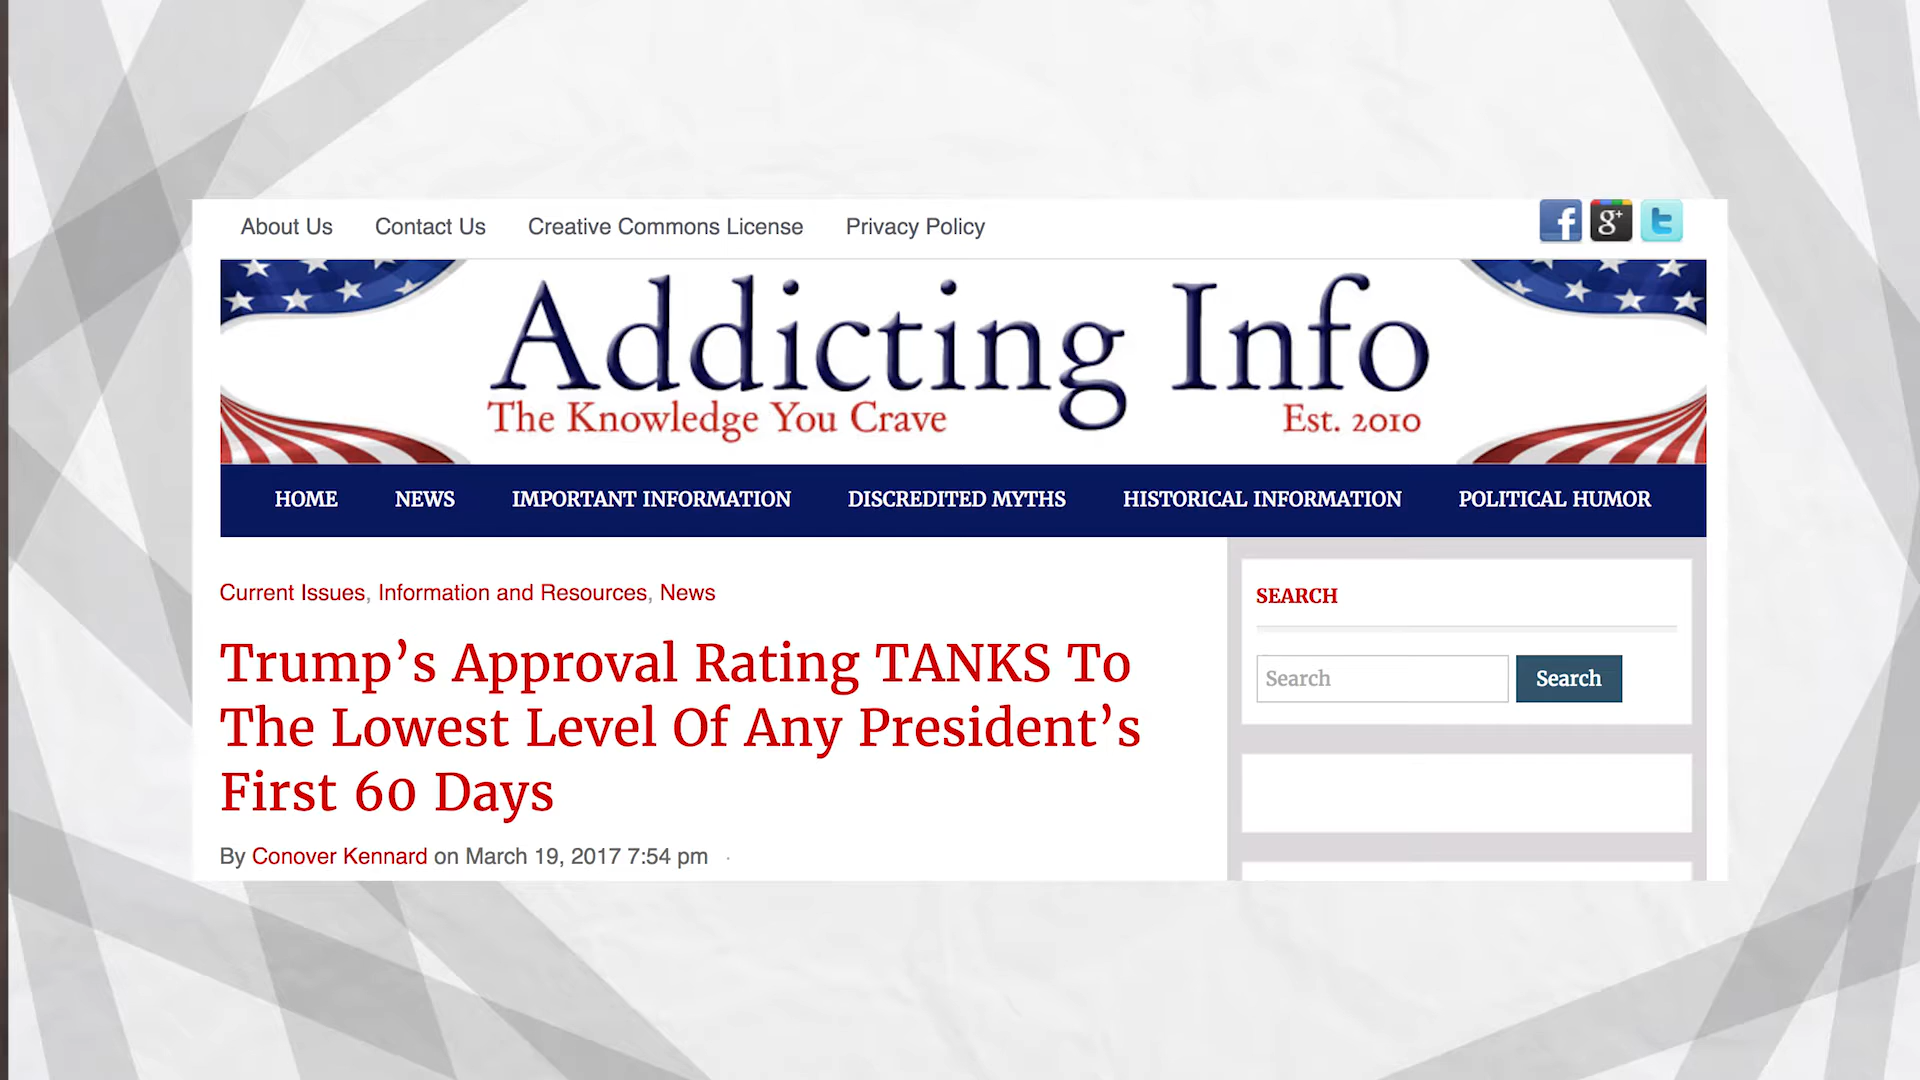 About Us Contact Us Creative Commons License Privacy Policy
f g+ t
Addicting Info
The Knowledge You Crave Est. 2010
HOME NEWS IMPORTANT INFORMATION DISCREDITED MYTHS HISTORICAL INFORMATION POLITICAL HUMOR
Current Issues, Information and Resources, News
Trump’s Approval Rating TANKS To
The Lowest Level Of Any President’s
First 60 Days
By Conover Kennard on March 19, 2017 7:54 pm ·
SEARCH
Search Search